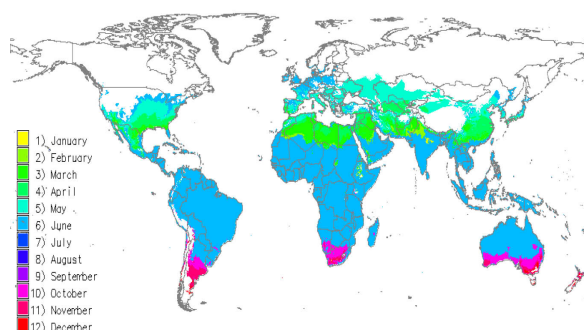 1) January
2) February
3) March
4) April
5) May
6) June
7) July
8) August
9) September
10) October
11) November
12) December